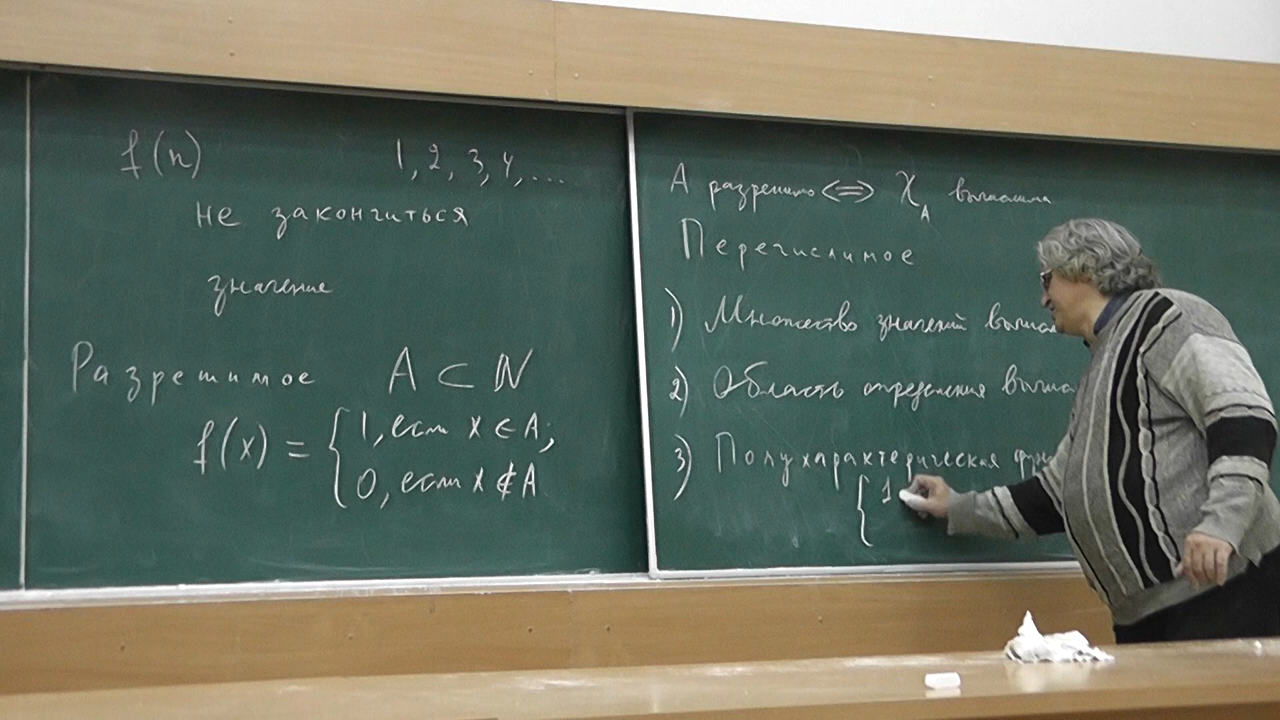 f(n) 1, 2, 3, 4, ...
не закончиться
значение
Разрешимое A ⊂ ℕ
f(x) = { 1, если x ∈ A;
0, если x ∉ A
A разрешимо <=> χ_A вычислима
Перечислимое
1) Множество значений
2) Область определения
3) Полухарактеристическая
{ 1